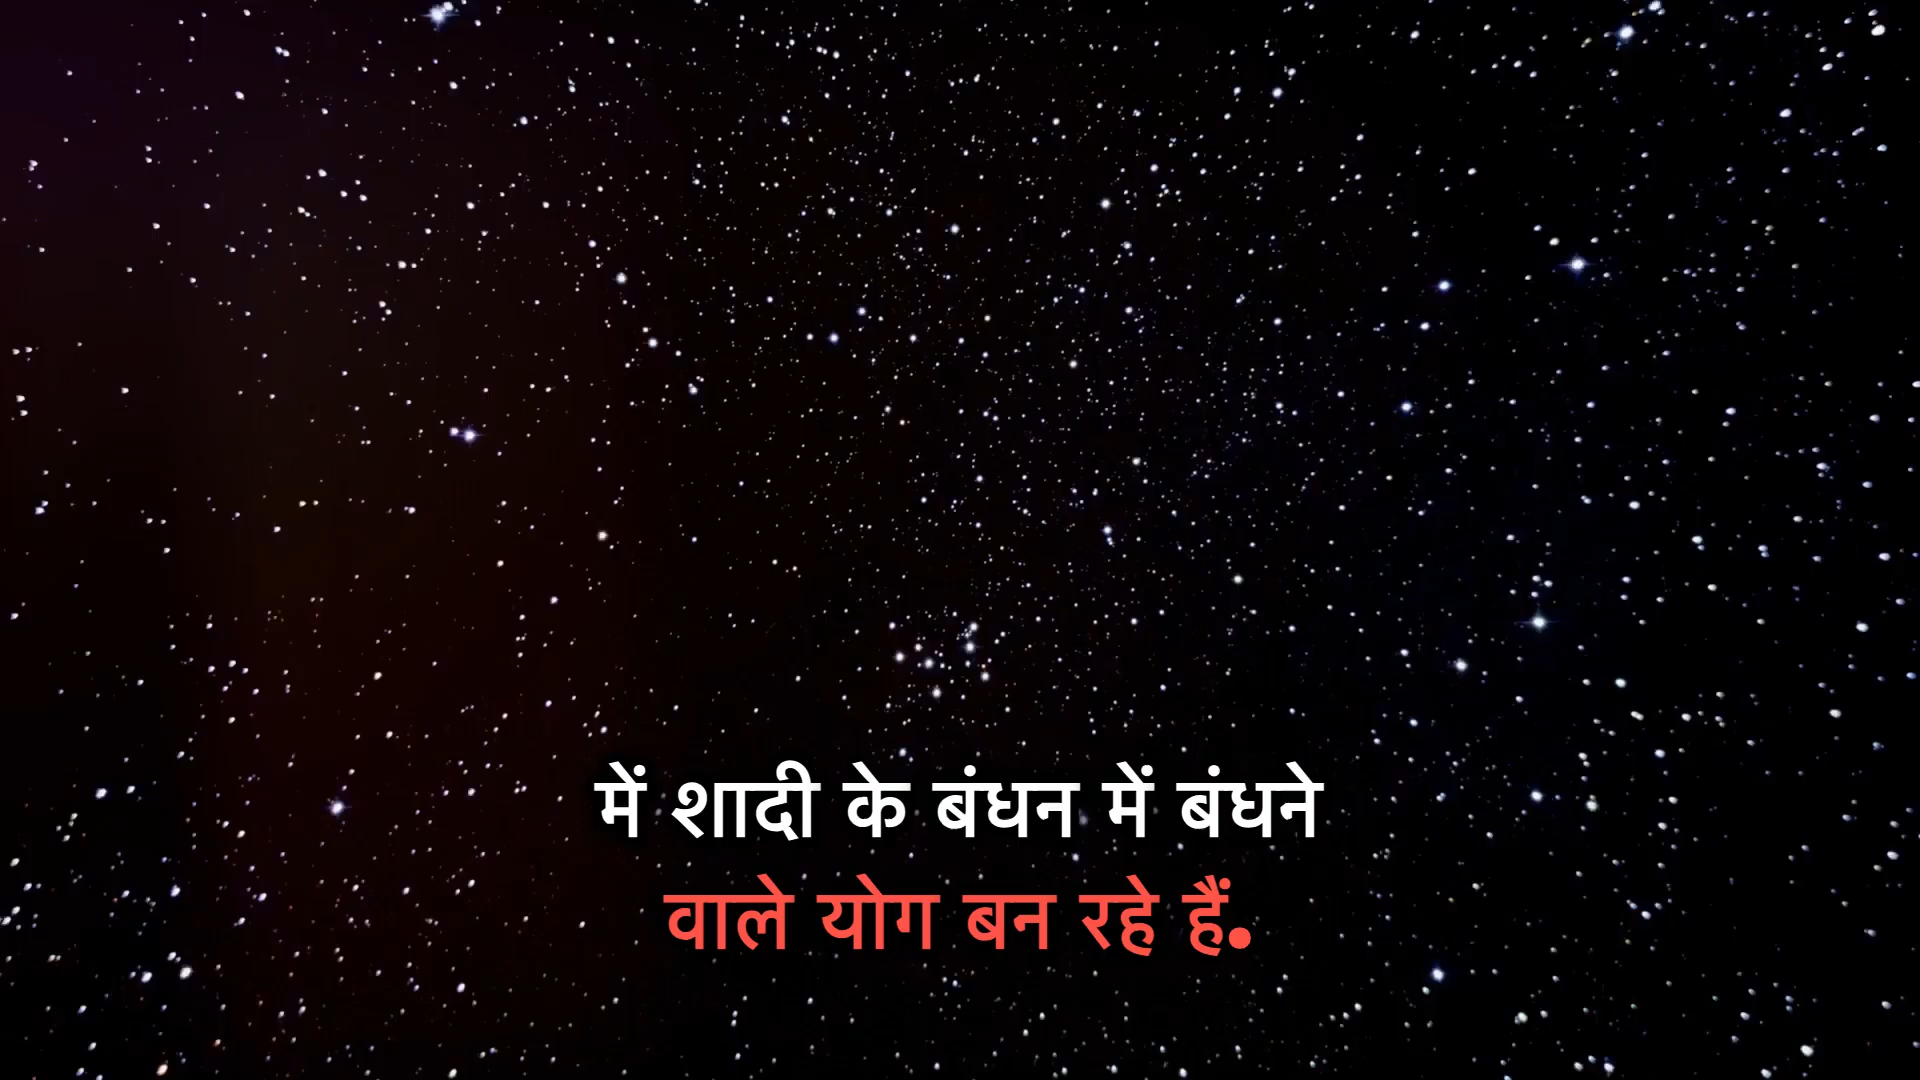 में शादी के बंधन में बंधने
वाले योग बन रहे हैं.